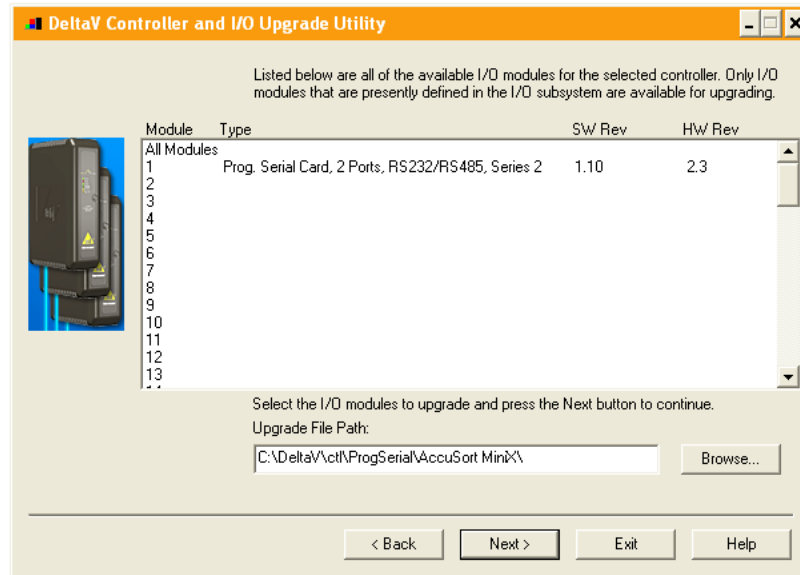 DeltaV Controller and I/O Upgrade Utility
Listed below are all of the available I/O modules for the selected controller. Only I/O
modules that are presently defined in the I/O subsystem are available for upgrading.
Module Type SW Rev HW Rev
All Modules
1 Prog. Serial Card, 2 Ports, RS232/RS485, Series 2 1.10 2.3
2
3
4
5
6
7
8
9
10
11
12
13
Select the I/O modules to upgrade and press the Next button to continue.
Upgrade File Path:
C:\DeltaV\ctl\ProgSerial\AccuSort MiniX\
Browse...
< Back Next > Exit Help